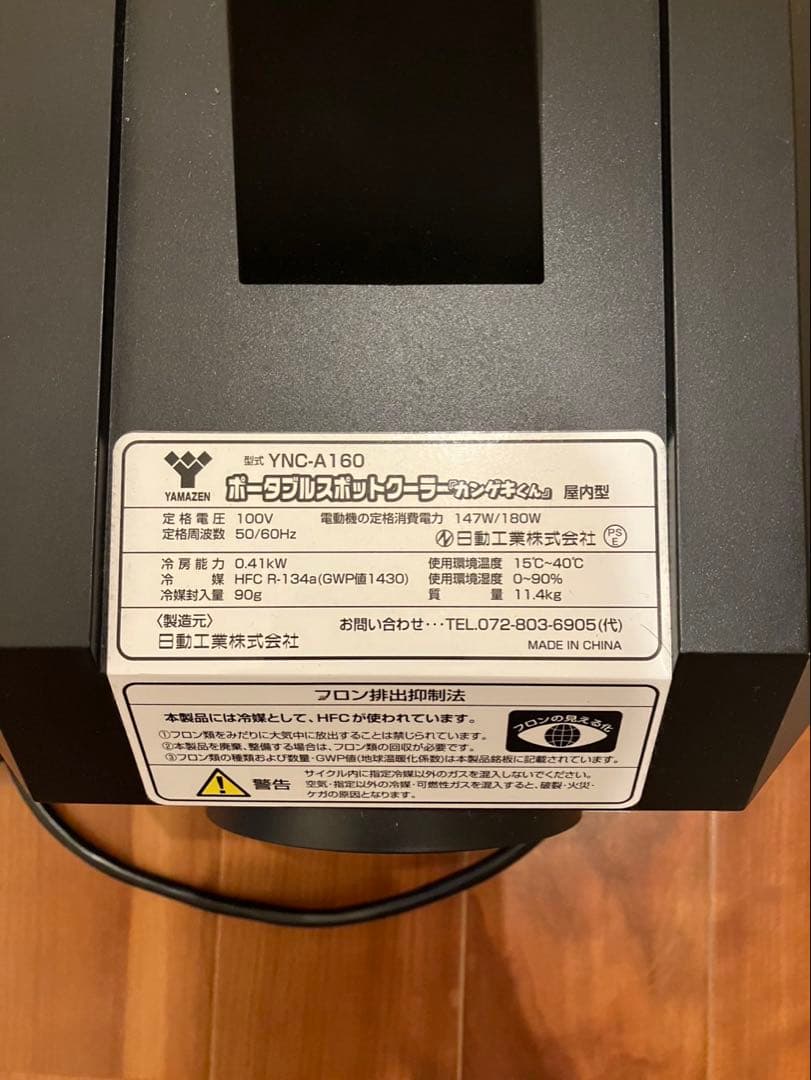 YAMAZEN
型式 YNC-A160
ポータブルスポットクーラー『カンゲキくん』 屋内型
定格電圧 100V 電動機の定格消費電力 147W/180W
定格周波数 50/60Hz 日動工業株式会社 PSE
冷房能力 0.41kW 使用環境温度 15℃~40℃
冷媒 HFC R-134a(GWP値1430) 使用環境湿度 0~90%
冷媒封入量 90g 質量 11.4kg
〈製造元〉
日動工業株式会社
お問い合わせ・・・TEL.072-803-6905(代)
MADE IN CHINA
フロン排出抑制法
本製品には冷媒として、HFCが使われています。
①フロン類をみだりに大気中に放出することは禁じられています。
②本製品を廃棄、整備する場合は、フロン類の回収が必要です。
③フロン類の種類および数量・GWP値(地球温暖化係数)は本製品銘板に記載されています。
フロンの見える化
警告
サイクル内に指定冷媒以外のガスを混入しないでください。
空気・指定以外の冷媒・可燃性ガスを混入すると、破裂・火災・
ケガの原因となります。